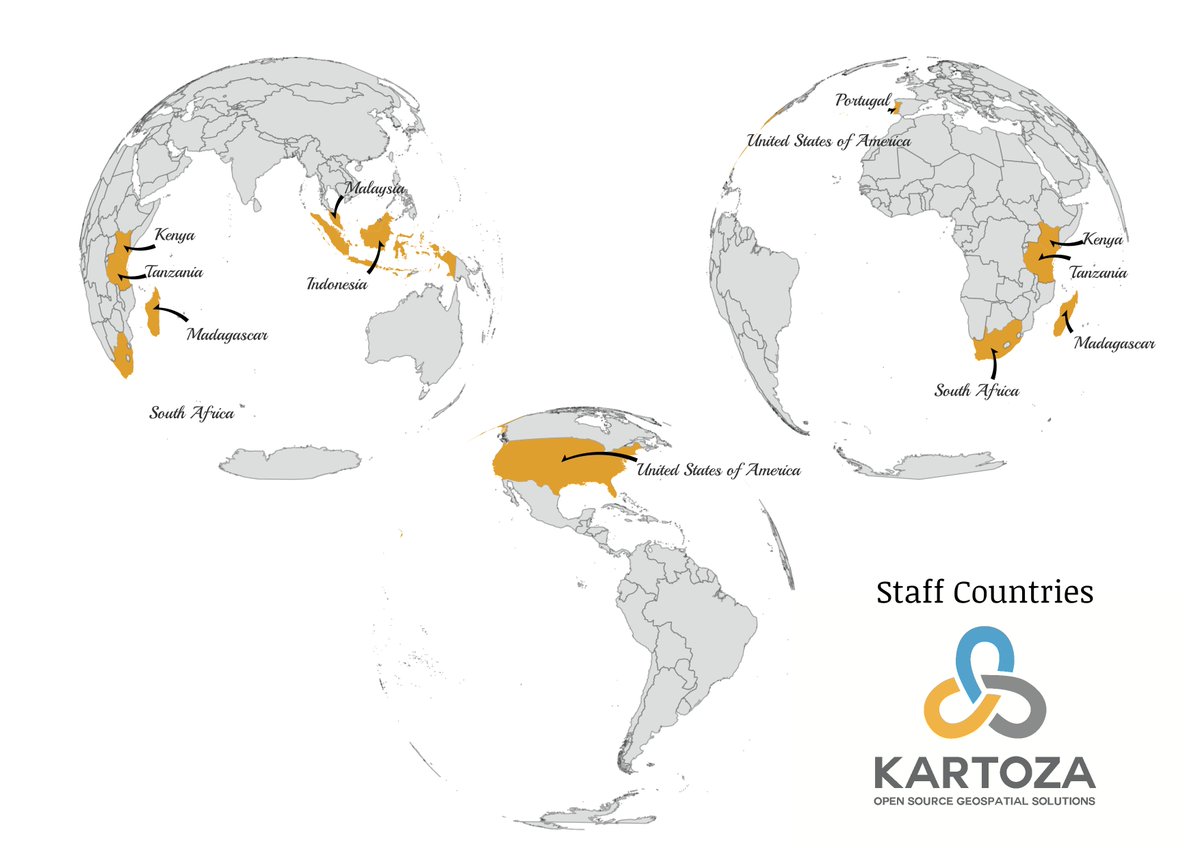 Malaysia
Kenya
Tanzania
Indonesia
Madagascar
South Africa
Portugal
United States of America
Kenya
Tanzania
Madagascar
South Africa
United States of America
Staff Countries
KARTOZA
OPEN SOURCE GEOSPATIAL SOLUTIONS